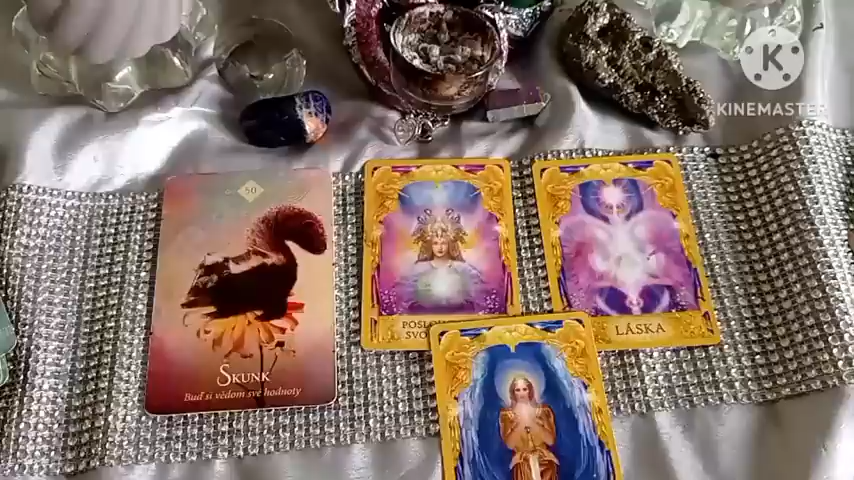 K
KINEMASTER
50
SKUNK
Buď si vědom své hodnoty
LÁSKA